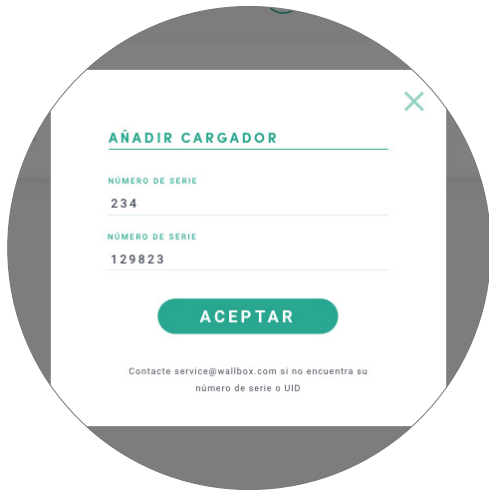 AÑADIR CARGADOR
NÚMERO DE SERIE
234
NÚMERO DE SERIE
129823
ACEPTAR
Contacte service@wallbox.com si no encuentra su
número de serie o UID